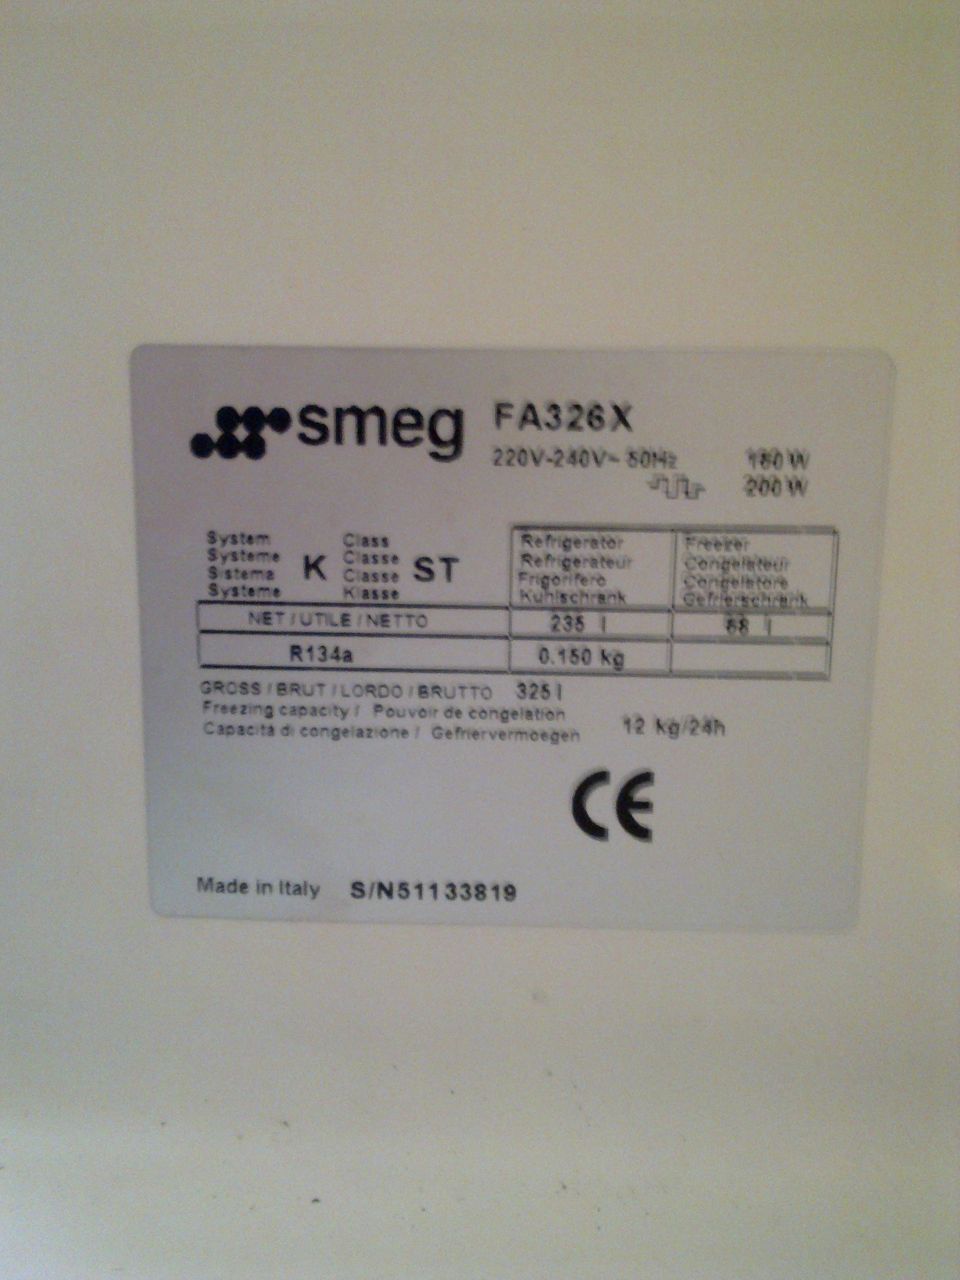 smeg FA326X
220V-240V~ 50Hz 180 W
200 W
System
Systeme
Sistema
Systeme
K
Class
Classe
Classe
Klasse
ST
Refrigerator
Refrigerateur
Frigorifero
Kuhlschrank
Freezer
Congelateur
Congelatore
Gefrierschrank
NET / UTILE / NETTO 235 l l
R134a 0.150 kg
GROSS / BRUT / LORDO / BRUTTO 325 l
Freezing capacity / Pouvoir de congelation
Capacità di congelazione / Gefriervermoegen
12 kg/24h
CE
Made in Italy S/N51133819